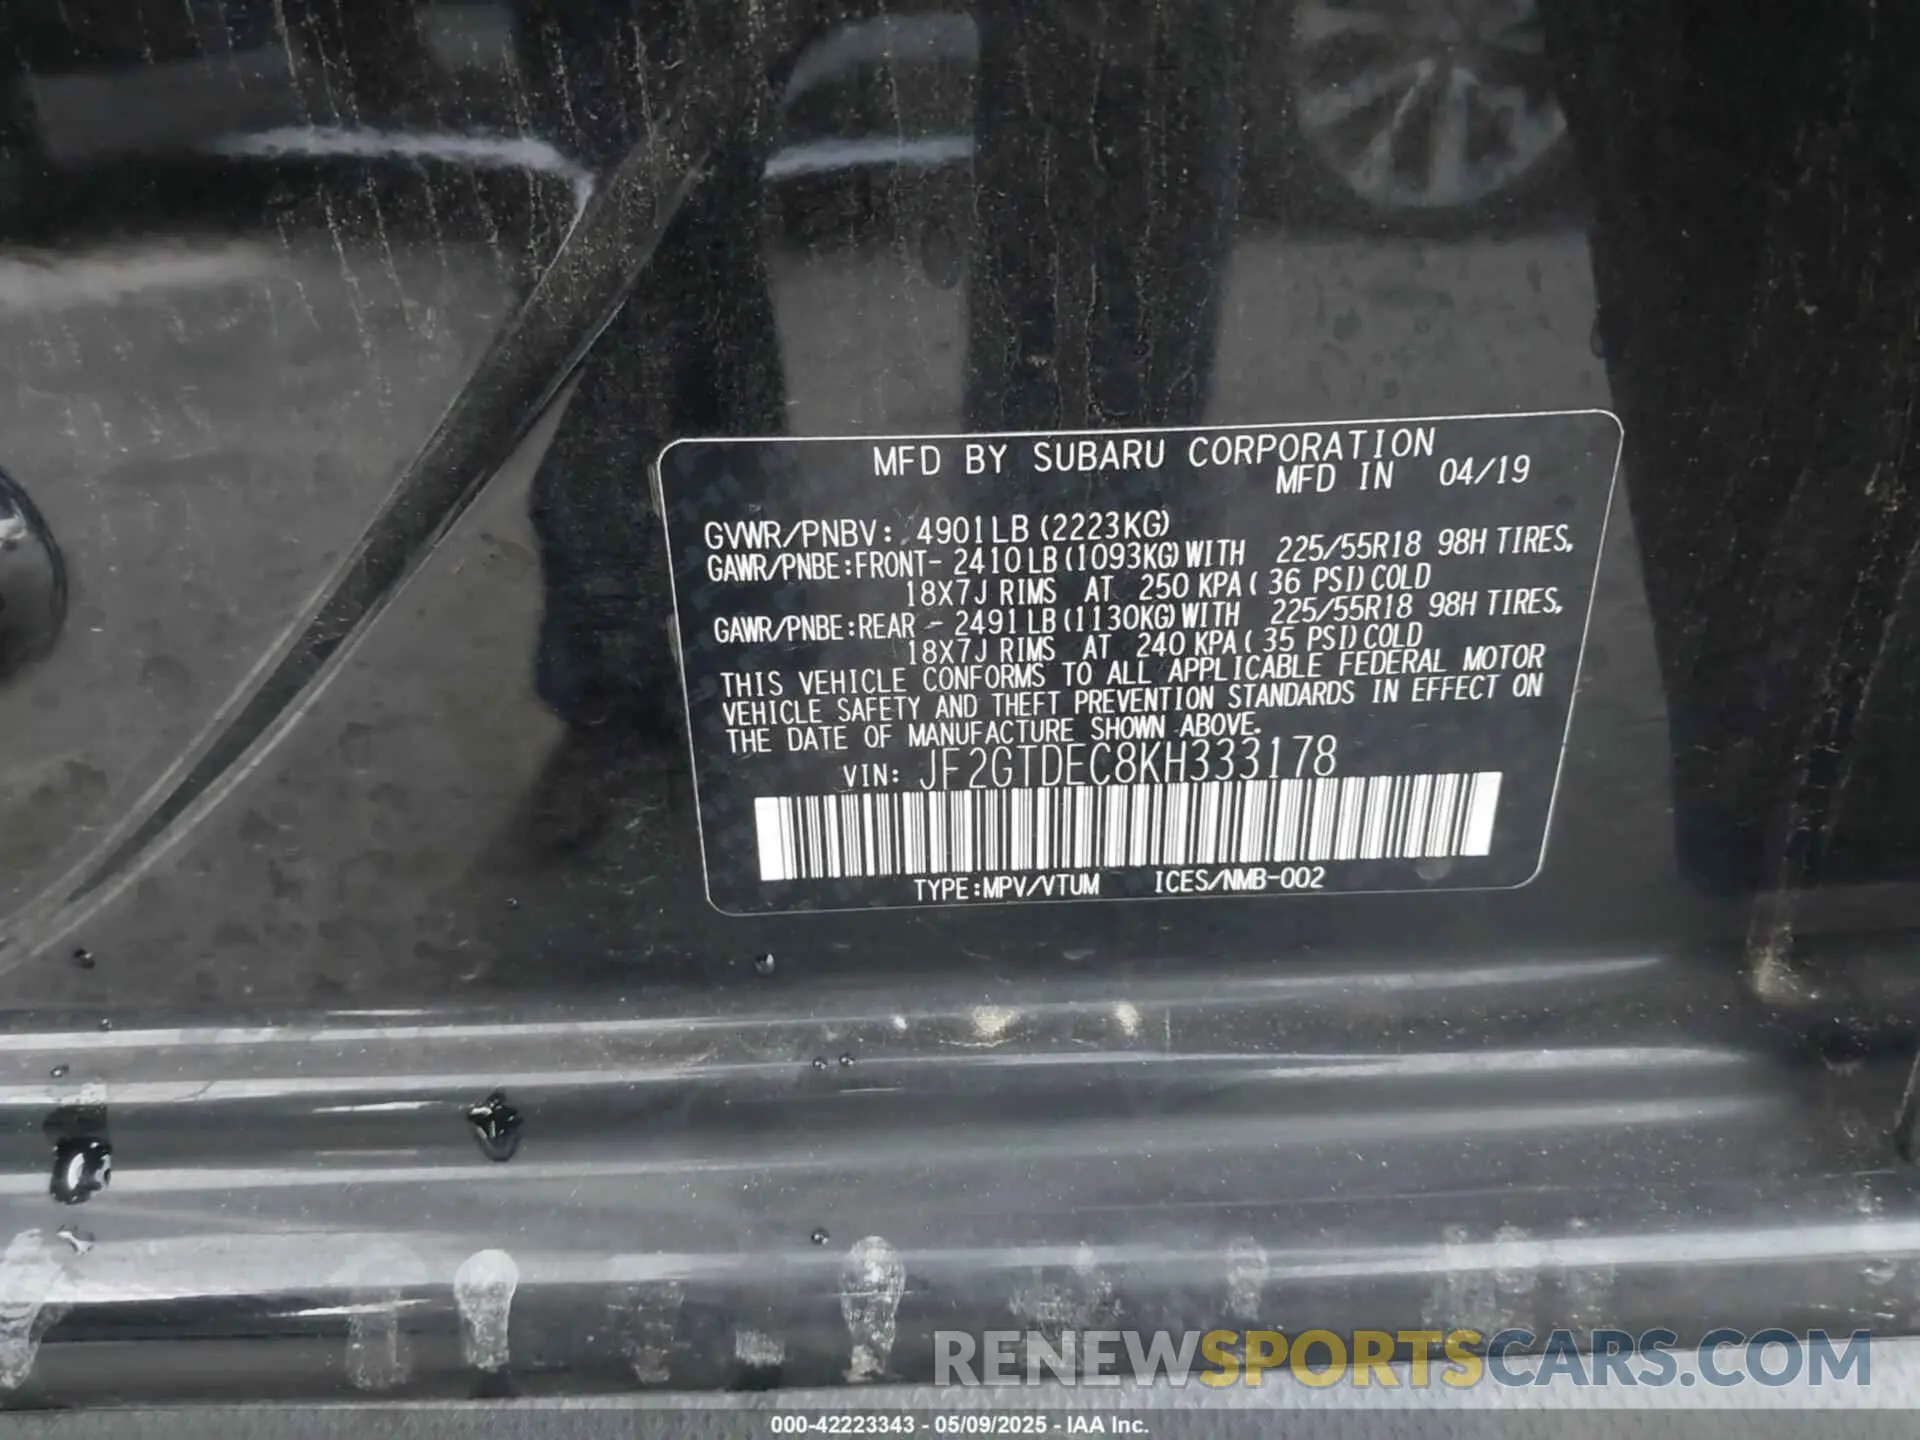 MFD BY SUBARU CORPORATION
MFD IN 04/19
GVWR/PNBV: 4901LB (2223KG)
GAWR/PNBE:FRONT- 2410LB (1093KG) WITH 225/55R18 98H TIRES,
18X7J RIMS AT 250 KPA ( 36 PSI) COLD
GAWR/PNBE:REAR - 2491LB (1130KG) WITH 225/55R18 98H TIRES,
18X7J RIMS AT 240 KPA ( 35 PSI) COLD
THIS VEHICLE CONFORMS TO ALL APPLICABLE FEDERAL MOTOR
VEHICLE SAFETY AND THEFT PREVENTION STANDARDS IN EFFECT ON
THE DATE OF MANUFACTURE SHOWN ABOVE.
VIN: JF2GTDEC8KH333178
TYPE:MPV/VTUM ICES/NMB-002
RENEWSPORTSCARS.COM
000-42223343 - 05/09/2025 - IAA Inc.